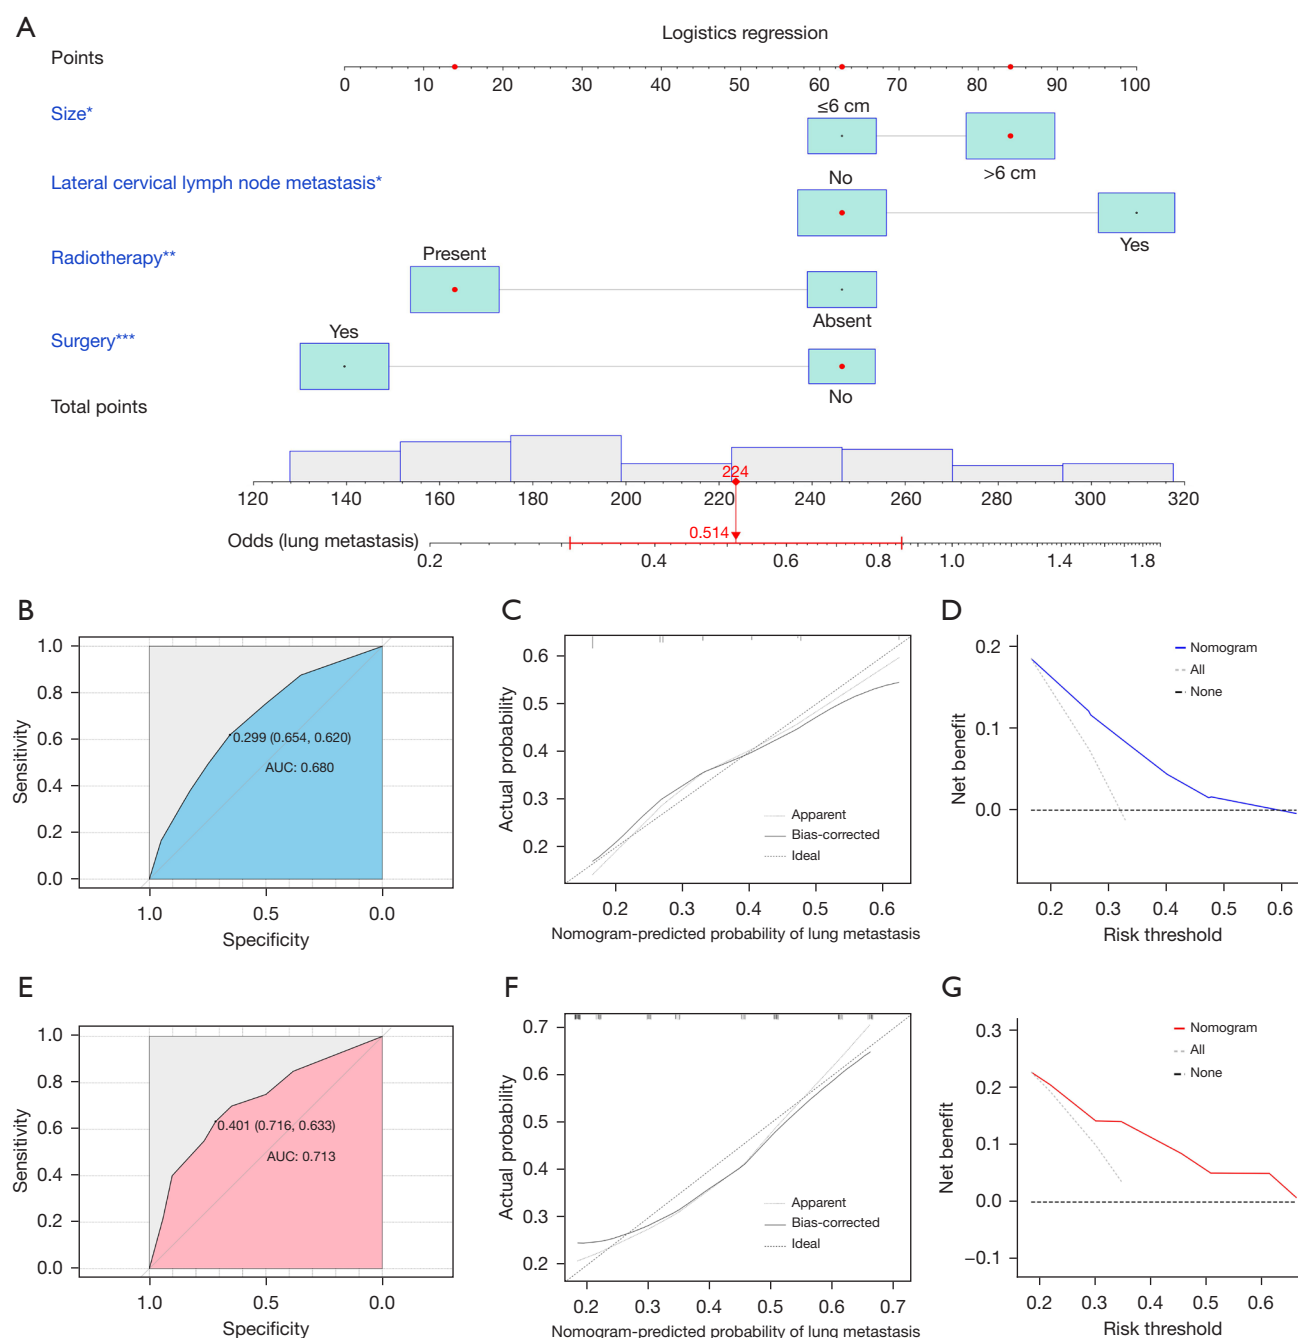 A
Logistics regression
Points
0 10 20 30 40 50 60 70 80 90 100
Size*
≤6 cm
>6 cm
Lateral cervical lymph node metastasis*
No
Yes
Radiotherapy**
Present
Absent
Surgery***
Yes
No
Total points
224
120 140 160 180 200 220 240 260 280 300 320
0.514
Odds (lung metastasis)
0.2 0.4 0.6 0.8 1.0 1.4 1.8
B
Sensitivity
1.0
0.8
0.6
0.4
0.2
0.0
0.299 (0.654, 0.620)
AUC: 0.680
1.0 0.5 0.0
Specificity
C
Actual probability
0.6
0.5
0.4
0.3
0.2
Apparent
Bias-corrected
Ideal
0.2 0.3 0.4 0.5 0.6
Nomogram-predicted probability of lung metastasis
D
Net benefit
0.2
0.1
0.0
Nomogram
All
None
0.2 0.3 0.4 0.5 0.6
Risk threshold
E
Sensitivity
1.0
0.8
0.6
0.4
0.2
0.0
0.401 (0.716, 0.633)
AUC: 0.713
1.0 0.5 0.0
Specificity
F
Actual probability
0.7
0.6
0.5
0.4
0.3
0.2
Apparent
Bias-corrected
Ideal
0.2 0.3 0.4 0.5 0.6 0.7
Nomogram-predicted probability of lung metastasis
G
Net benefit
0.3
0.2
0.1
0.0
−0.1
Nomogram
All
None
0.2 0.3 0.4 0.5 0.6
Risk threshold